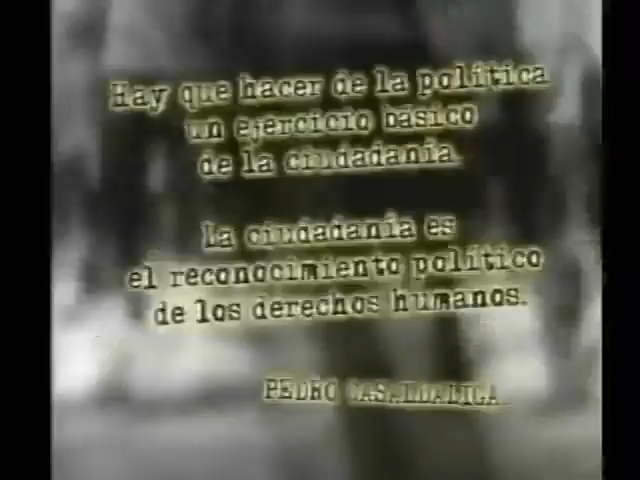 Hay que hacer de la política
un ejercicio básico
de la ciudadanía.
La ciudadanía es
el reconocimiento político
de los derechos humanos.
PEDRO CASALDALIGA